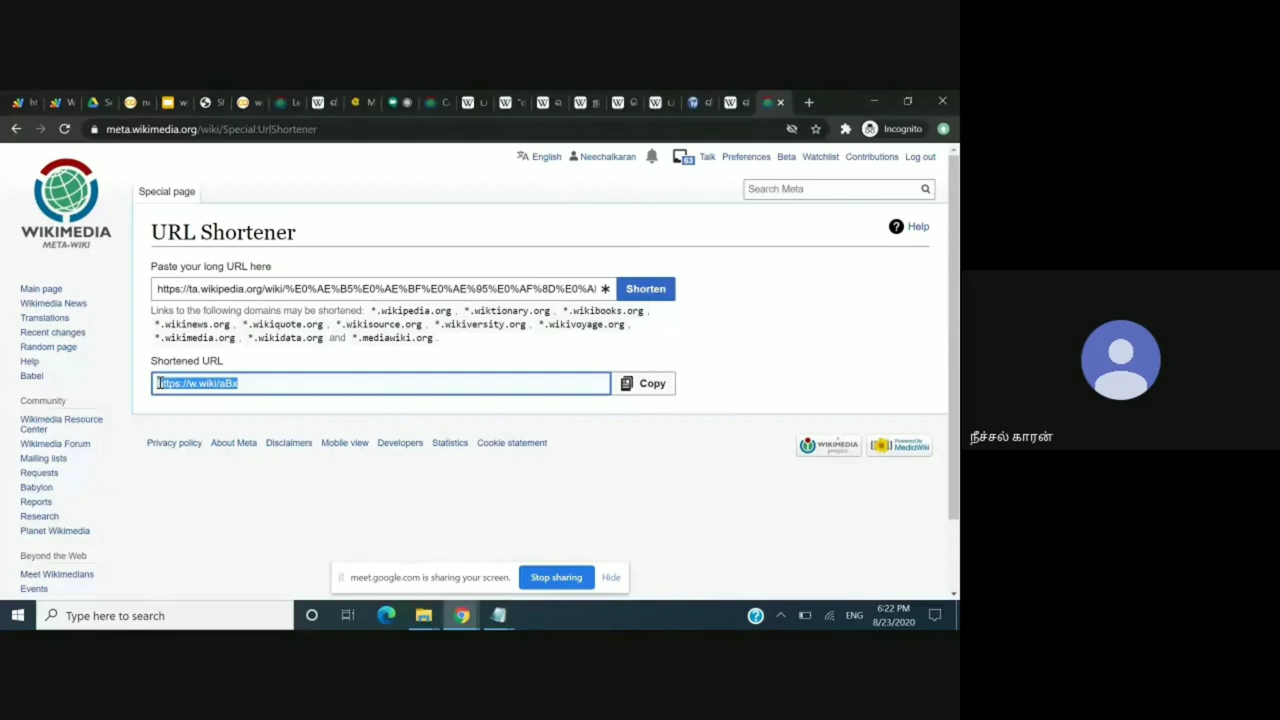 meta.wikimedia.org/wiki/Special:UrlShortener
Incognito
English Neechalkaran 53 Talk Preferences Beta Watchlist Contributions Log out
Special page
Search Meta
WIKIMEDIA
META-WIKI
URL Shortener
Help
Paste your long URL here
https://ta.wikipedia.org/wiki/%E0%AE%B5%E0%AE%BF%E0%AE%95%E0%AF%8D%E0%AI
Shorten
Links to the following domains may be shortened: *.wikipedia.org, *.wiktionary.org, *.wikibooks.org,
*.wikinews.org, *.wikiquote.org, *.wikisource.org, *.wikiversity.org, *.wikivoyage.org,
*.wikimedia.org, *.wikidata.org and *.mediawiki.org.
Shortened URL
https://w.wiki/aBx
Copy
Privacy policy About Meta Disclaimers Mobile view Developers Statistics Cookie statement
WIKIMEDIA project
Powered By MediaWiki
Main page
Wikimedia News
Translations
Recent changes
Random page
Help
Babel
Community
Wikimedia Resource
Center
Wikimedia Forum
Mailing lists
Requests
Babylon
Reports
Research
Planet Wikimedia
Beyond the Web
Meet Wikimedians
Events
meet.google.com is sharing your screen. Stop sharing Hide
Type here to search
ENG
6:22 PM
8/23/2020
நீச்சல் காரன்